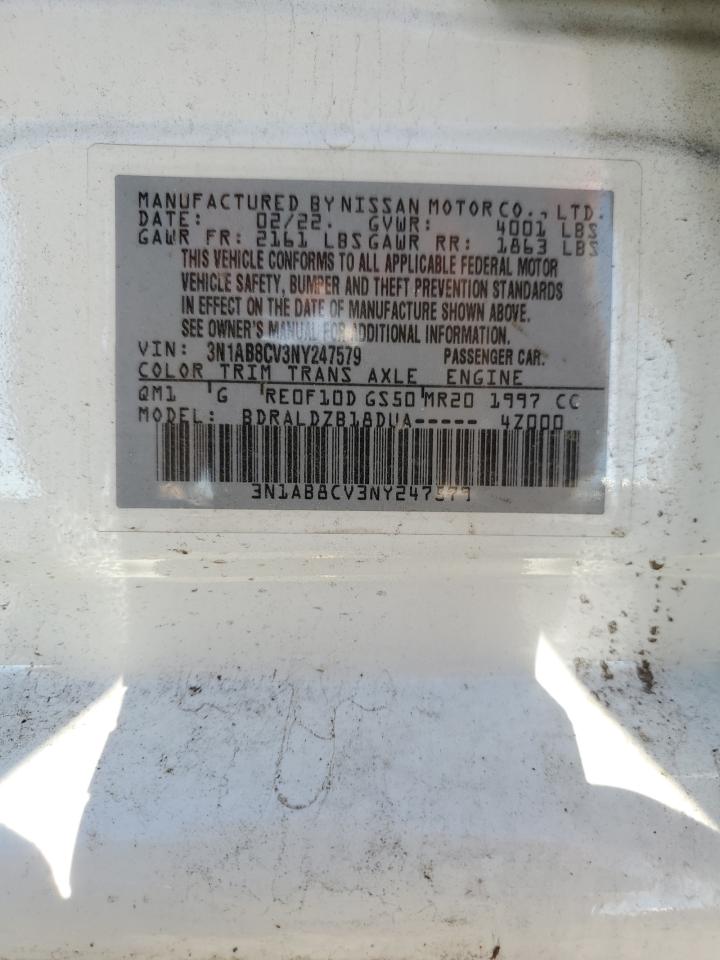 MANUFACTURED BY NISSAN MOTOR CO., LTD.
DATE: 02/22. GVWR: 4001 LBS
GAWR FR: 2161 LBS GAWR RR: 1863 LBS
THIS VEHICLE CONFORMS TO ALL APPLICABLE FEDERAL MOTOR
VEHICLE SAFETY, BUMPER AND THEFT PREVENTION STANDARDS
IN EFFECT ON THE DATE OF MANUFACTURE SHOWN ABOVE.
SEE OWNER'S MANUAL FOR ADDITIONAL INFORMATION.
VIN: 3N1AB8CV3NY247579 PASSENGER CAR.
COLOR TRIM TRANS AXLE ENGINE
QM1 G RE0F10D GS50 MR20 1997 CC
MODEL: BDRALDZB18DUA----- 4Z000
3N1AB8CV3NY247579